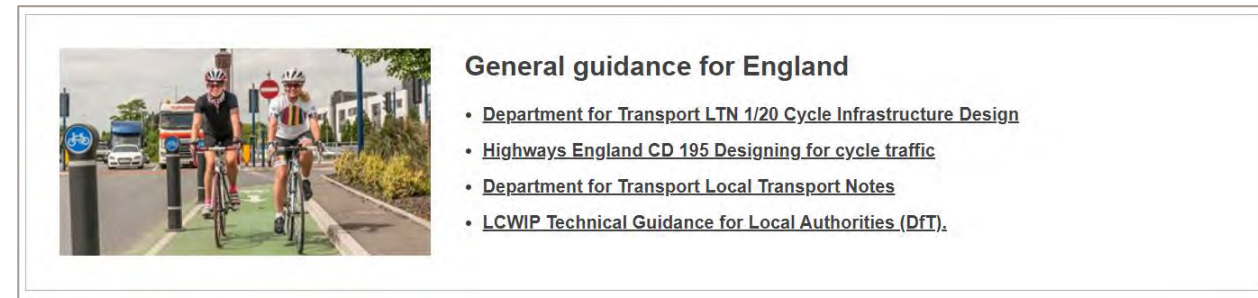 General guidance for England
• Department for Transport LTN 1/20 Cycle Infrastructure Design
• Highways England CD 195 Designing for cycle traffic
• Department for Transport Local Transport Notes
• LCWIP Technical Guidance for Local Authorities (DfT).